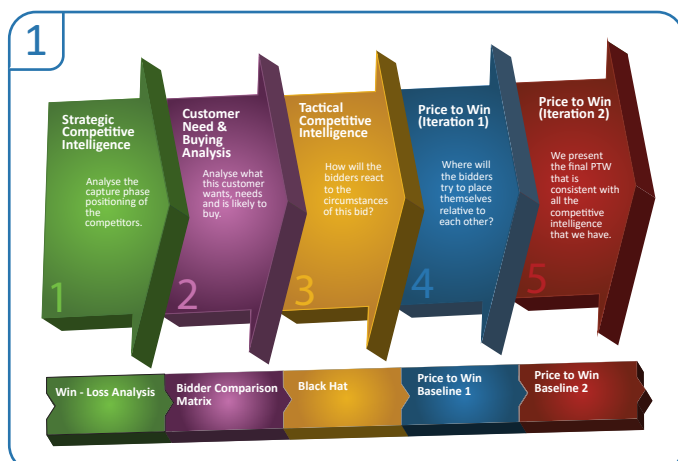 1
Strategic
Competitive
Intelligence
Analyse the
capture phase
positioning of
the
competitors.
1
Customer
Need &
Buying
Analysis
Analyse what
this customer
wants, needs
and is likely to
buy.
2
Tactical
Competitive
Intelligence
How will the
bidders react
to the
circumstances
of this bid?
3
Price to Win
(Iteration 1)
Where will
the bidders
try to place
themselves
relative to
each other?
4
Price to Win
(Iteration 2)
We present
the final PTW
that is
consistent with
all the
competitive
intelligence
that we have.
5
Win - Loss Analysis
Bidder Comparison
Matrix
Black Hat
Price to Win
Baseline 1
Price to Win
Baseline 2